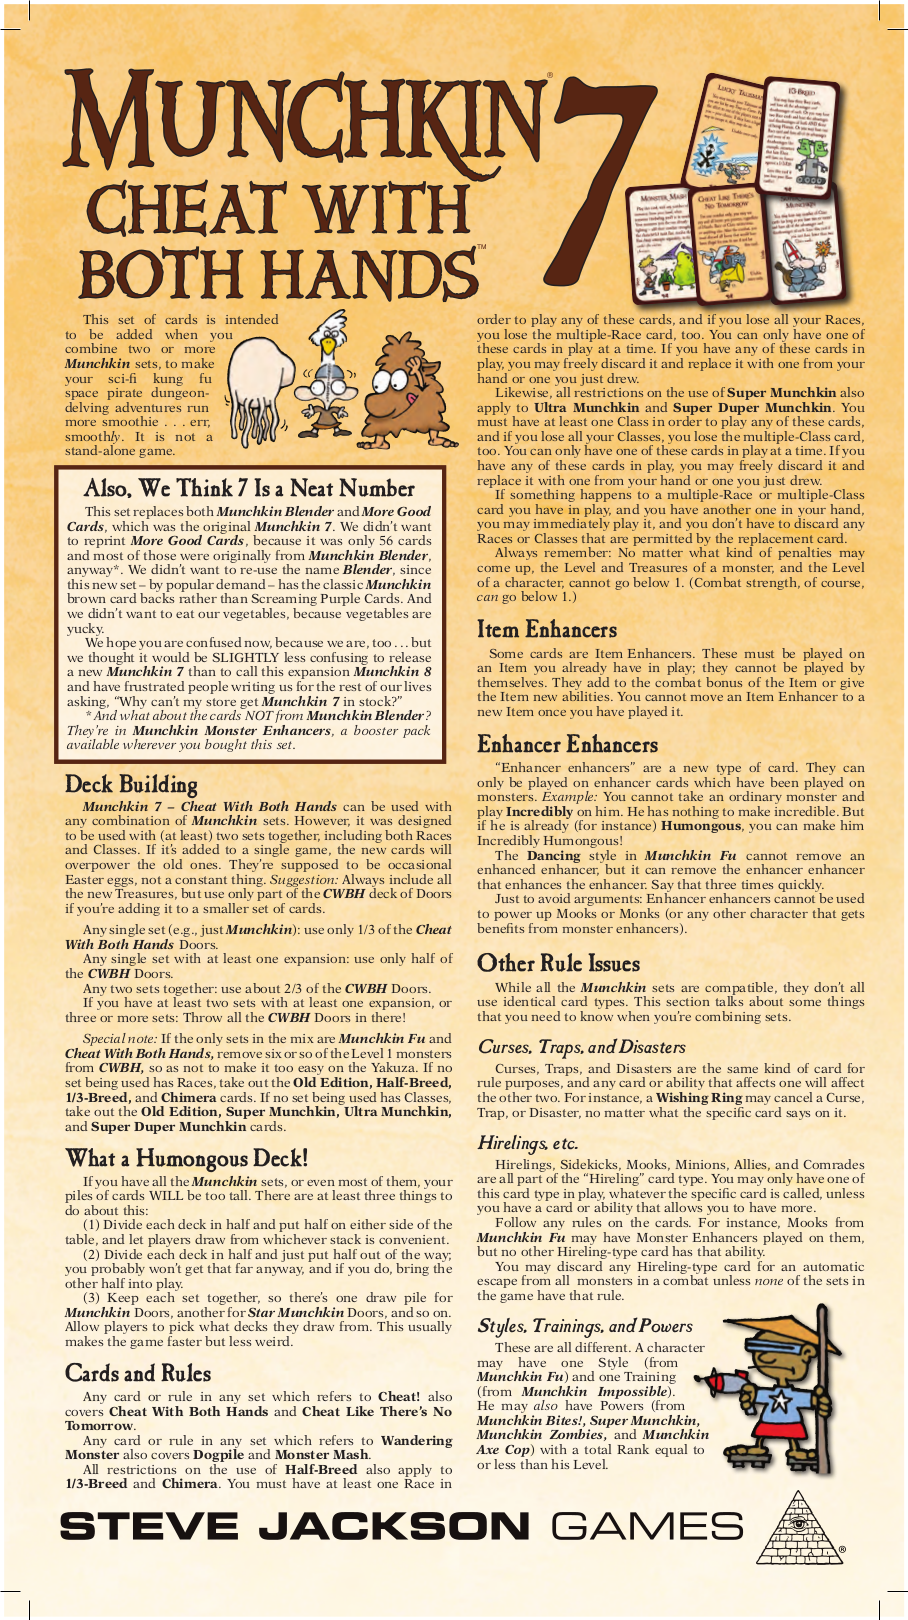 MUNCHKIN® 7
CHEAT WITH
BOTH HANDS™
LUCKY TALISMAN
1/3-BREED
MONSTER MASH
CHEAT LIKE THERE'S
NO TOMORROW
MUNCHKIN
This set of cards is intended
to be added when you
combine two or more
Munchkin sets, to make
your sci-fi kung fu
space pirate dungeon-
delving adventures run
more smoothie . . . err,
smoothly. It is not a
stand-alone game.
Also, We Think 7 Is a Neat Number
This set replaces both Munchkin Blender and More Good
Cards, which was the original Munchkin 7. We didn't want
to reprint More Good Cards, because it was only 56 cards
and most of those were originally from Munchkin Blender,
anyway*. We didn't want to re-use the name Blender, since
this new set – by popular demand – has the classic Munchkin
brown card backs rather than Screaming Purple Cards. And
we didn't want to eat our vegetables, because vegetables are
yucky.
We hope you are confused now, because we are, too . . . but
we thought it would be SLIGHTLY less confusing to release
a new Munchkin 7 than to call this expansion Munchkin 8
and have frustrated people writing us for the rest of our lives
asking, "Why can't my store get Munchkin 7 in stock?"
* And what about the cards NOT from Munchkin Blender?
They're in Munchkin Monster Enhancers, a booster pack
available wherever you bought this set.
Deck Building
Munchkin 7 – Cheat With Both Hands can be used with
any combination of Munchkin sets. However, it was designed
to be used with (at least) two sets together, including both Races
and Classes. If it's added to a single game, the new cards will
overpower the old ones. They're supposed to be occasional
Easter eggs, not a constant thing. Suggestion: Always include all
the new Treasures, but use only part of the CWBH deck of Doors
if you're adding it to a smaller set of cards.
Any single set (e.g., just Munchkin): use only 1/3 of the Cheat
With Both Hands Doors.
Any single set with at least one expansion: use only half of
the CWBH Doors.
Any two sets together: use about 2/3 of the CWBH Doors.
If you have at least two sets with at least one expansion, or
three or more sets: Throw all the CWBH Doors in there!
Special note: If the only sets in the mix are Munchkin Fu and
Cheat With Both Hands, remove six or so of the Level 1 monsters
from CWBH, so as not to make it too easy on the Yakuza. If no
set being used has Races, take out the Old Edition, Half-Breed,
1/3-Breed, and Chimera cards. If no set being used has Classes,
take out the Old Edition, Super Munchkin, Ultra Munchkin,
and Super Duper Munchkin cards.
What a Humongous Deck!
If you have all the Munchkin sets, or even most of them, your
piles of cards WILL be too tall. There are at least three things to
do about this:
(1) Divide each deck in half and put half on either side of the
table, and let players draw from whichever stack is convenient.
(2) Divide each deck in half and just put half out of the way;
you probably won't get that far anyway, and if you do, bring the
other half into play.
(3) Keep each set together, so there's one draw pile for
Munchkin Doors, another for Star Munchkin Doors, and so on.
Allow players to pick what decks they draw from. This usually
makes the game faster but less weird.
Cards and Rules
Any card or rule in any set which refers to Cheat! also
covers Cheat With Both Hands and Cheat Like There's No
Tomorrow.
Any card or rule in any set which refers to Wandering
Monster also covers Dogpile and Monster Mash.
All restrictions on the use of Half-Breed also apply to
1/3-Breed and Chimera. You must have at least one Race in
order to play any of these cards, and if you lose all your Races,
you lose the multiple-Race card, too. You can only have one of
these cards in play at a time. If you have any of these cards in
play, you may freely discard it and replace it with one from your
hand or one you just drew.
Likewise, all restrictions on the use of Super Munchkin also
apply to Ultra Munchkin and Super Duper Munchkin. You
must have at least one Class in order to play any of these cards,
and if you lose all your Classes, you lose the multiple-Class card,
too. You can only have one of these cards in play at a time. If you
have any of these cards in play, you may freely discard it and
replace it with one from your hand or one you just drew.
If something happens to a multiple-Race or multiple-Class
card you have in play, and you have another one in your hand,
you may immediately play it, and you don't have to discard any
Races or Classes that are permitted by the replacement card.
Always remember: No matter what kind of penalties may
come up, the Level and Treasures of a monster, and the Level
of a character, cannot go below 1. (Combat strength, of course,
can go below 1.)
Item Enhancers
Some cards are Item Enhancers. These must be played on
an Item you already have in play; they cannot be played by
themselves. They add to the combat bonus of the Item or give
the Item new abilities. You cannot move an Item Enhancer to a
new Item once you have played it.
Enhancer Enhancers
"Enhancer enhancers" are a new type of card. They can
only be played on enhancer cards which have been played on
monsters. Example: You cannot take an ordinary monster and
play Incredibly on him. He has nothing to make incredible. But
if he is already (for instance) Humongous, you can make him
Incredibly Humongous!
The Dancing style in Munchkin Fu cannot remove an
enhanced enhancer, but it can remove the enhancer enhancer
that enhances the enhancer. Say that three times quickly.
Just to avoid arguments: Enhancer enhancers cannot be used
to power up Mooks or Monks (or any other character that gets
benefits from monster enhancers).
Other Rule Issues
While all the Munchkin sets are compatible, they don't all
use identical card types. This section talks about some things
that you need to know when you're combining sets.
Curses, Traps, and Disasters
Curses, Traps, and Disasters are the same kind of card for
rule purposes, and any card or ability that affects one will affect
the other two. For instance, a Wishing Ring may cancel a Curse,
Trap, or Disaster, no matter what the specific card says on it.
Hirelings, etc.
Hirelings, Sidekicks, Mooks, Minions, Allies, and Comrades
are all part of the "Hireling" card type. You may only have one of
this card type in play, whatever the specific card is called, unless
you have a card or ability that allows you to have more.
Follow any rules on the cards. For instance, Mooks from
Munchkin Fu may have Monster Enhancers played on them,
but no other Hireling-type card has that ability.
You may discard any Hireling-type card for an automatic
escape from all monsters in a combat unless none of the sets in
the game have that rule.
Styles, Trainings, and Powers
These are all different. A character
may have one Style (from
Munchkin Fu) and one Training
(from Munchkin Impossible).
He may also have Powers (from
Munchkin Bites!, Super Munchkin,
Munchkin Zombies, and Munchkin
Axe Cop) with a total Rank equal to
or less than his Level.
STEVE JACKSON GAMES ®